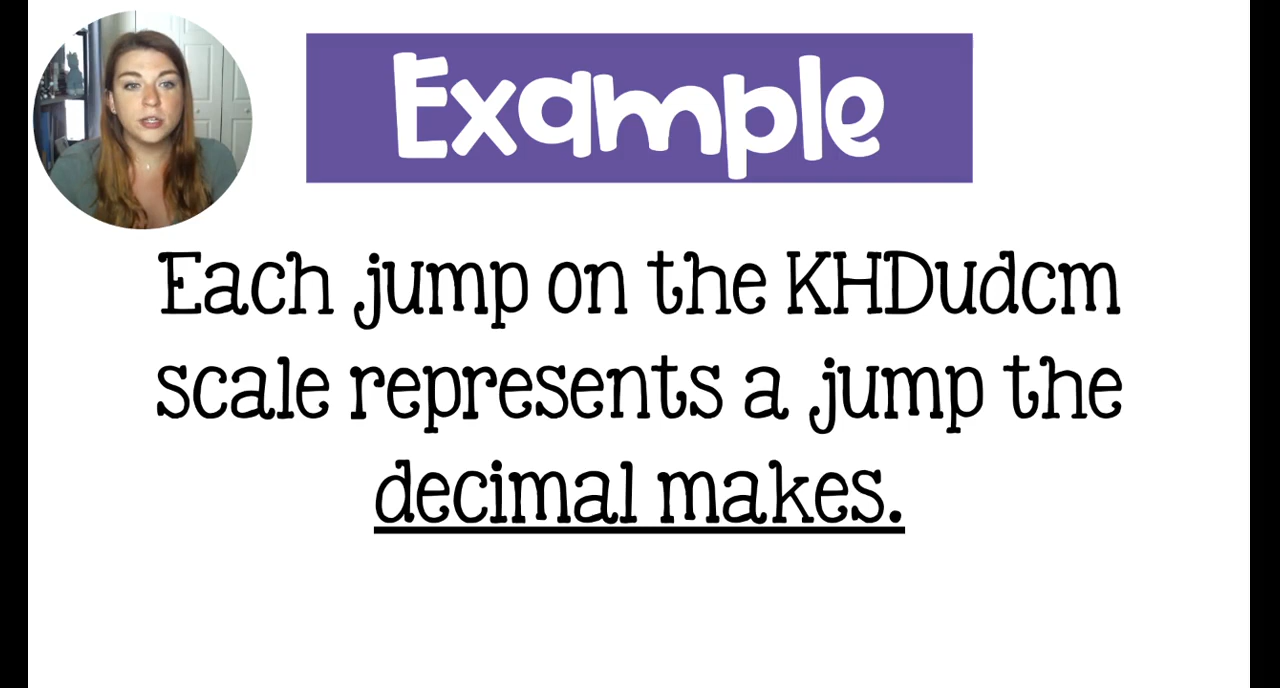 Example
Each jump on the KHDudcm
scale represents a jump the
decimal makes.